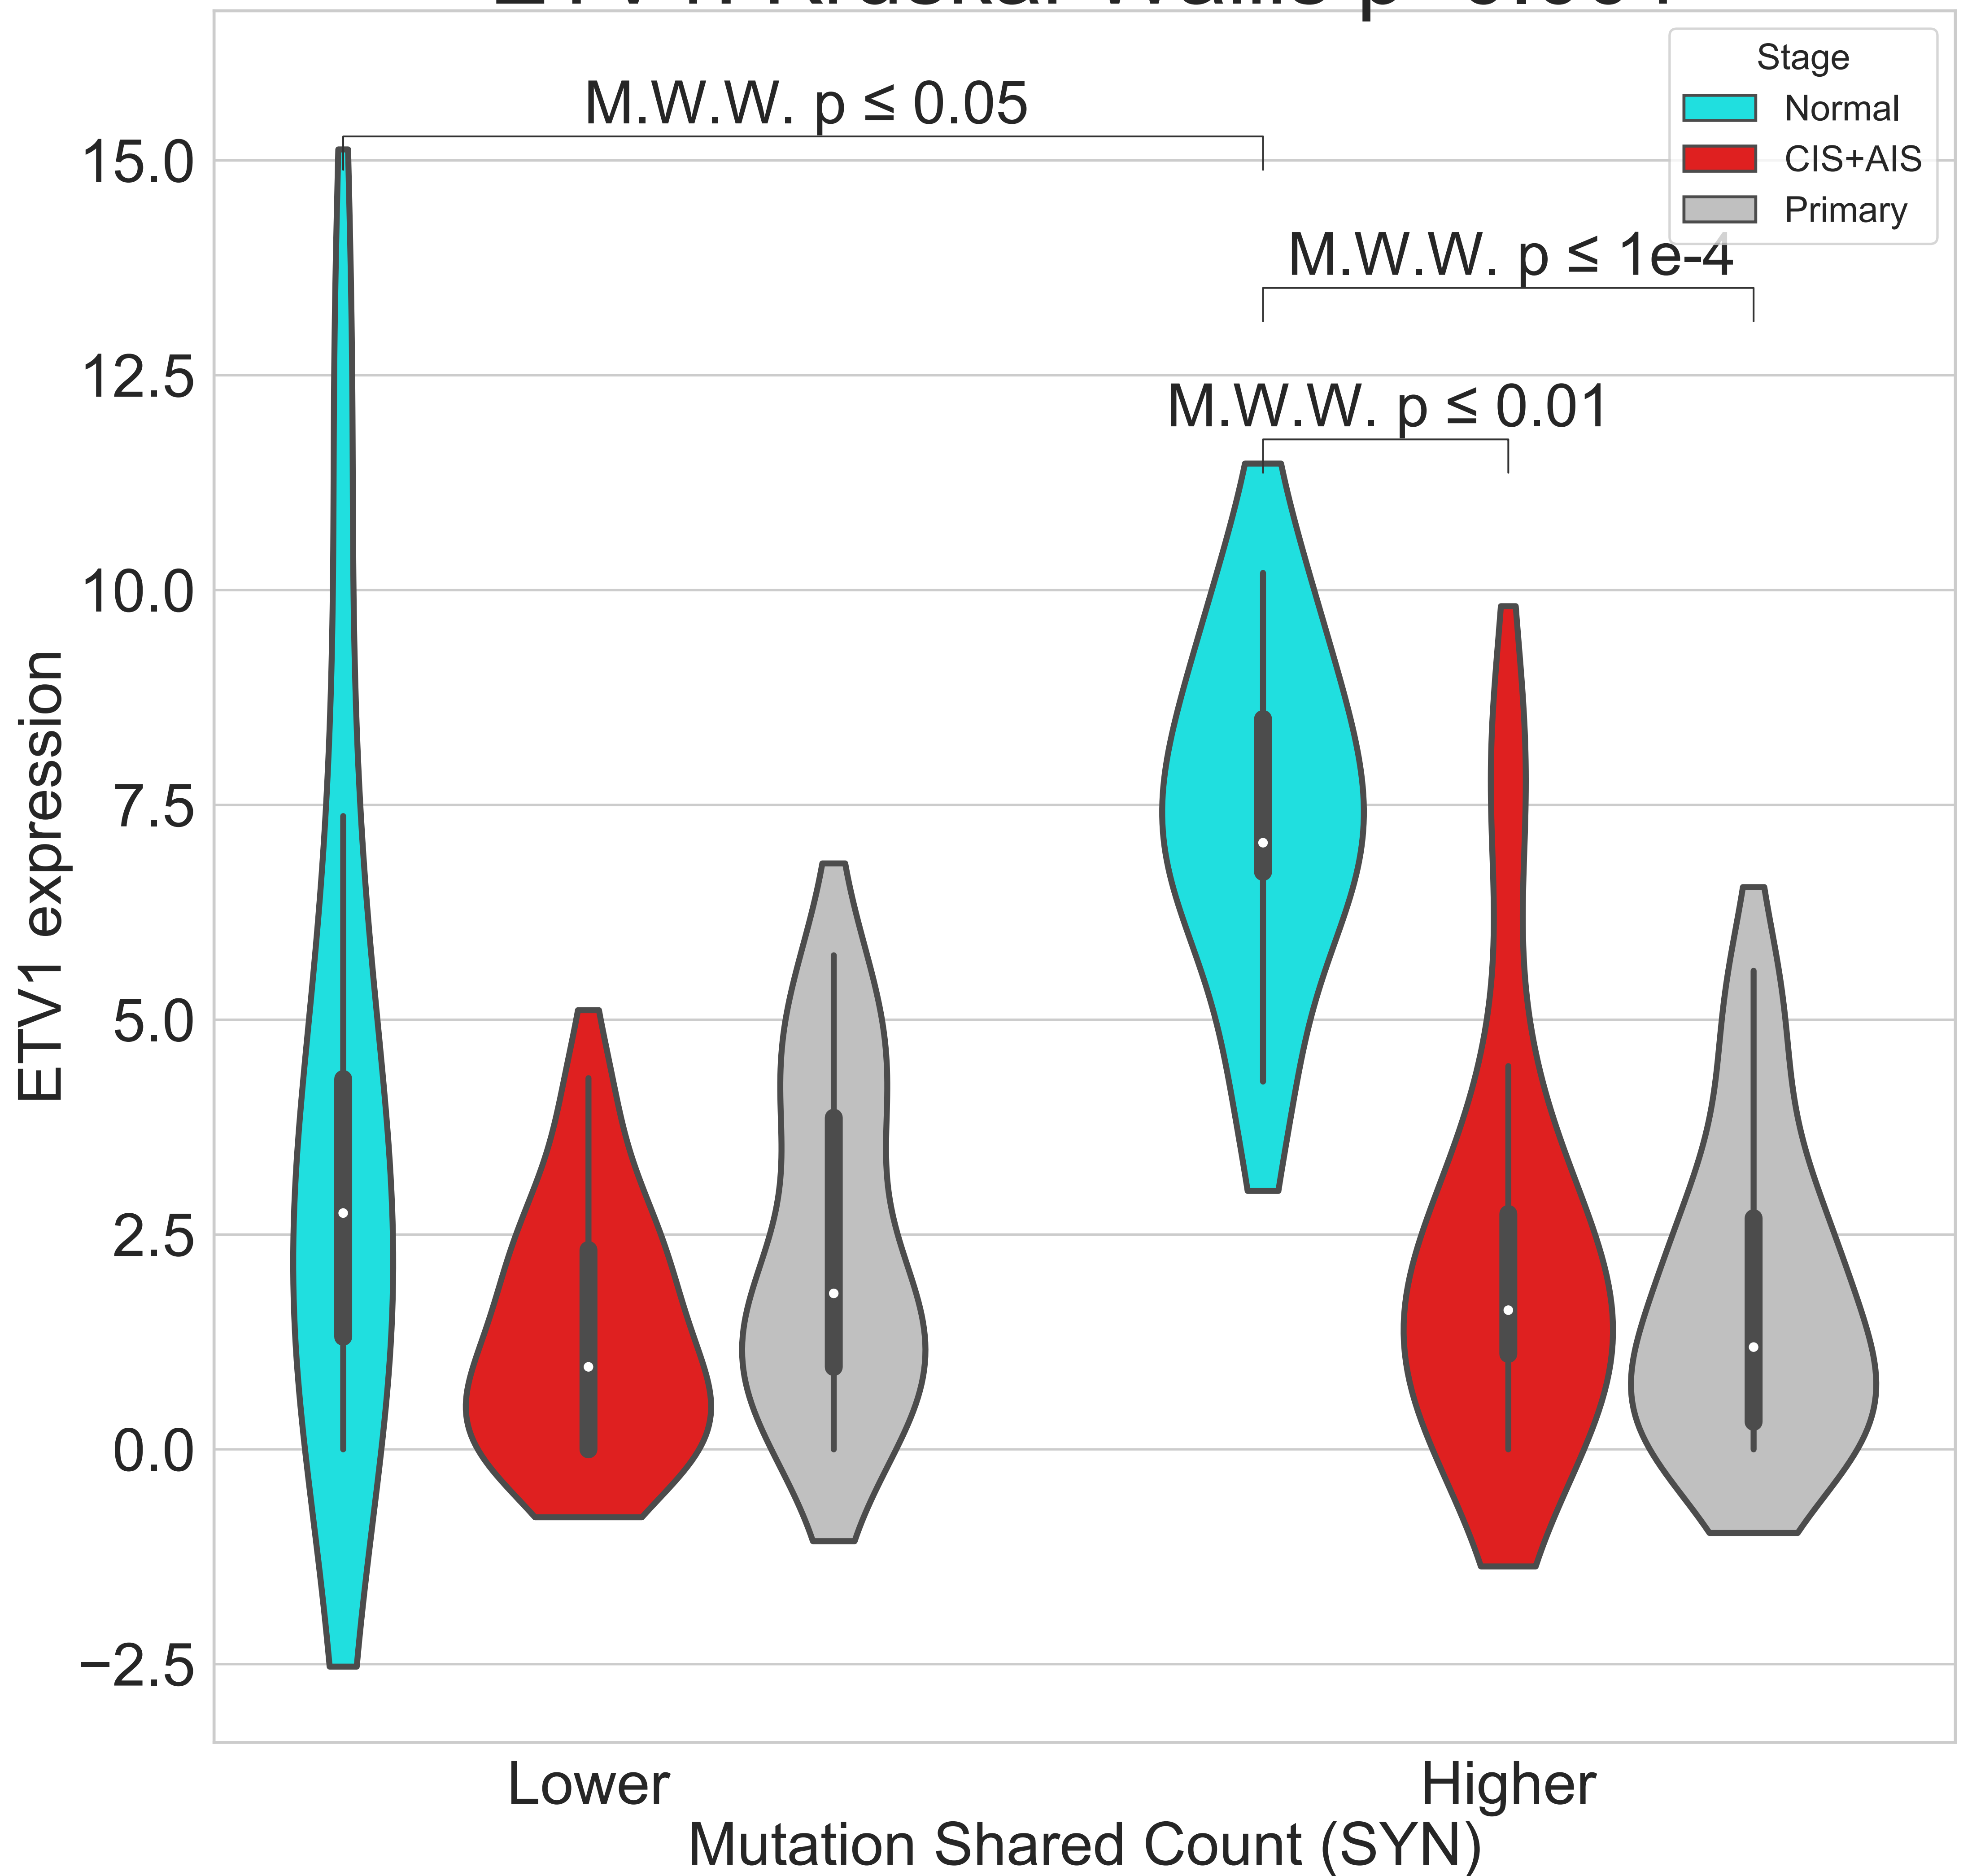 Stage
Normal
CIS+AIS
Primary
M.W.W. p ≤ 0.05
M.W.W. p ≤ 1e-4
M.W.W. p ≤ 0.01
15.0
12.5
10.0
7.5
5.0
2.5
0.0
−2.5
ETV1 expression
Lower
Higher
Mutation Shared Count (SYN)